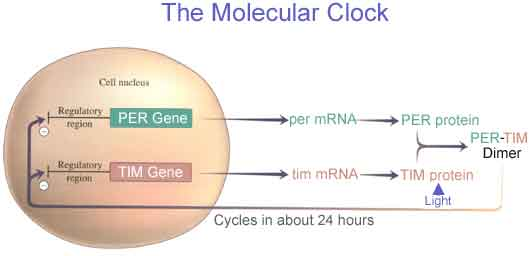 The Molecular Clock
Cell nucleus
Regulatory
region
PER Gene
per mRNA
PER protein
PER-TIM
Dimer
Regulatory
region
TIM Gene
tim mRNA
TIM protein
Light
Cycles in about 24 hours